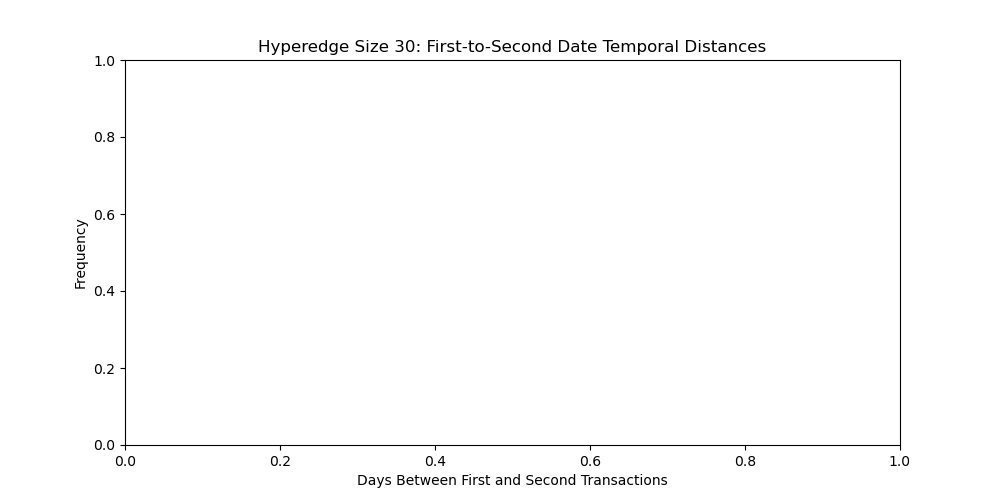 Hyperedge Size 30: First-to-Second Date Temporal Distances
1.0
0.8
0.6
0.4
0.2
0.0
Frequency
0.0 0.2 0.4 0.6 0.8 1.0
Days Between First and Second Transactions